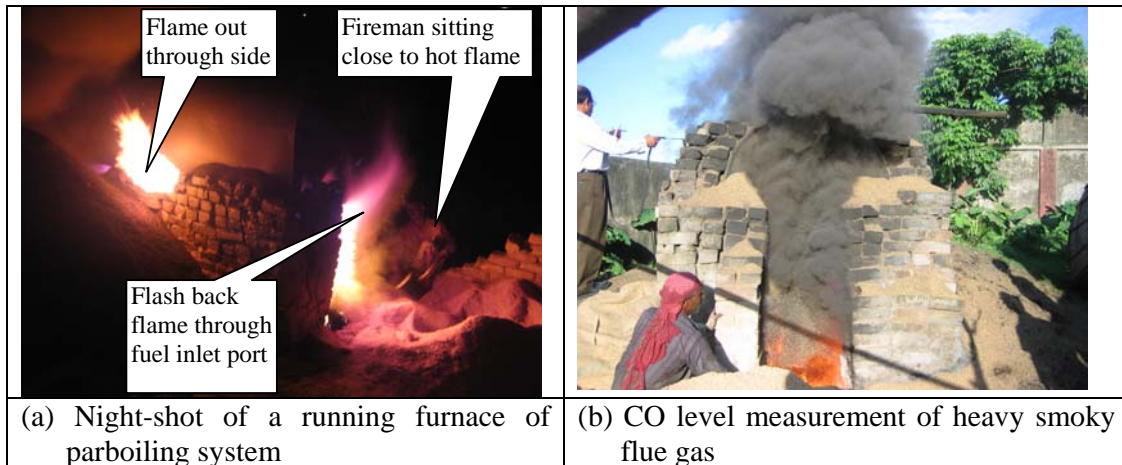 Flame out
through side
Fireman sitting
close to hot flame
Flash back
flame through
fuel inlet port
(a) Night-shot of a running furnace of
parboiling system
(b) CO level measurement of heavy smoky
flue gas